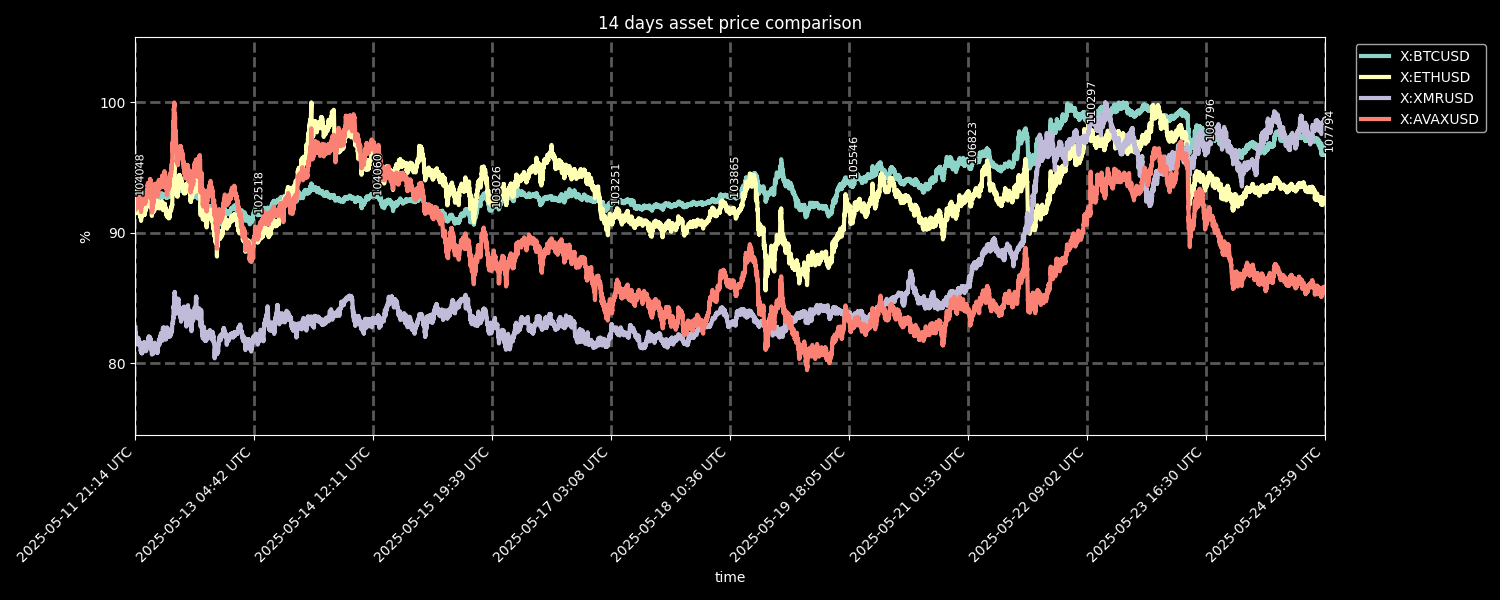 14 days asset price comparison
X:BTCUSD
X:ETHUSD
X:XMRUSD
X:AVAXUSD
100
90
80
%
104048
102518
104060
103026
103251
103865
105546
106823
110297
108796
107794
2025-05-11 21:14 UTC
2025-05-13 04:42 UTC
2025-05-14 12:11 UTC
2025-05-15 19:39 UTC
2025-05-17 03:08 UTC
2025-05-18 10:36 UTC
2025-05-19 18:05 UTC
2025-05-21 01:33 UTC
2025-05-22 09:02 UTC
2025-05-23 16:30 UTC
2025-05-24 23:59 UTC
time